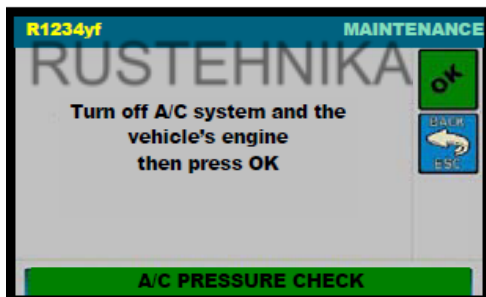 R1234yf MAINTENANCE
RUSTEHNIKA
OK
Turn off A/C system and the
vehicle's engine
then press OK
BACK
ESC
A/C PRESSURE CHECK